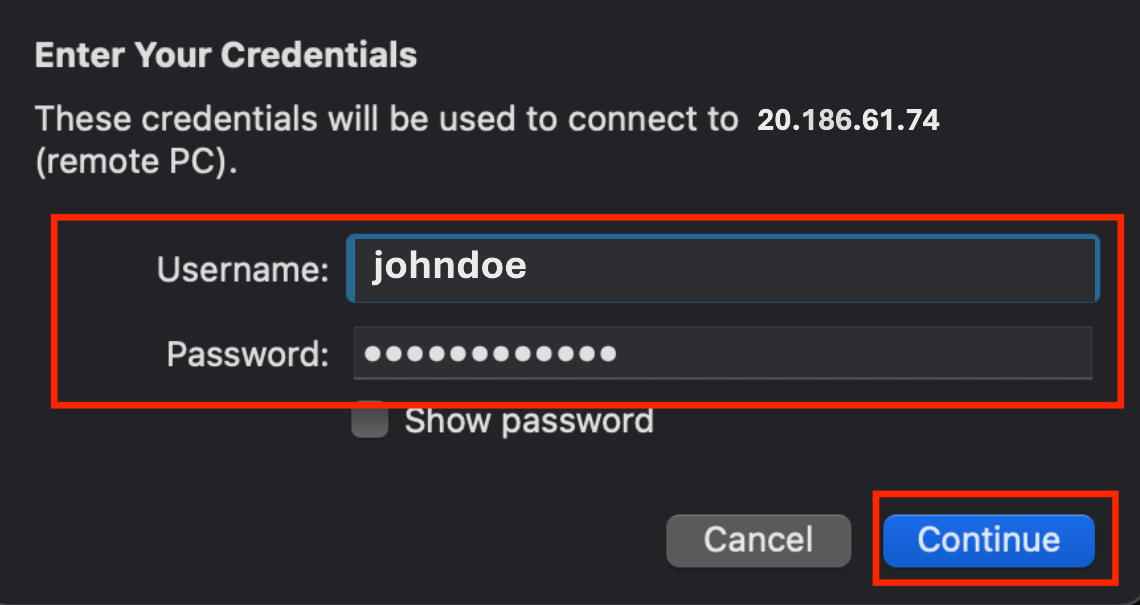 Enter Your Credentials
These credentials will be used to connect to 20.186.61.74
(remote PC).
Username: johndoe
Password: ●●●●●●●●●●●●
Show password
Cancel Continue